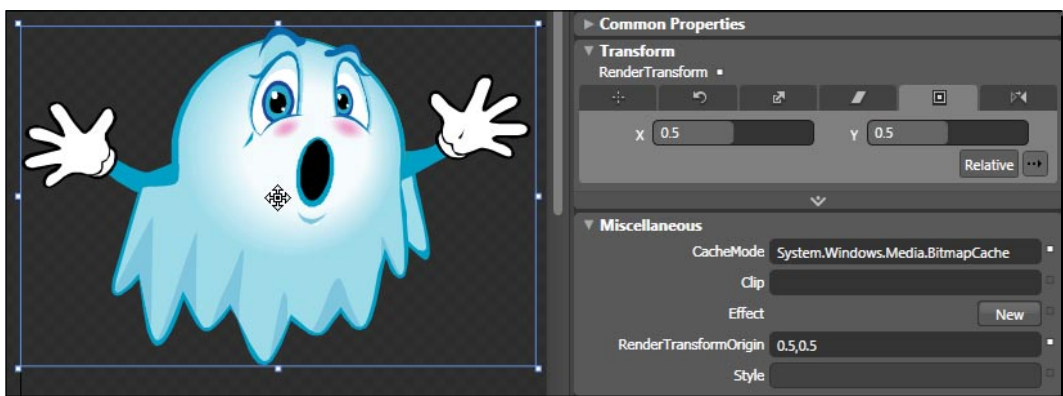 Common Properties
Transform
RenderTransform
X 0.5 Y 0.5
Relative
Miscellaneous
CacheMode System.Windows.Media.BitmapCache
Clip
Effect New
RenderTransformOrigin 0.5,0.5
Style